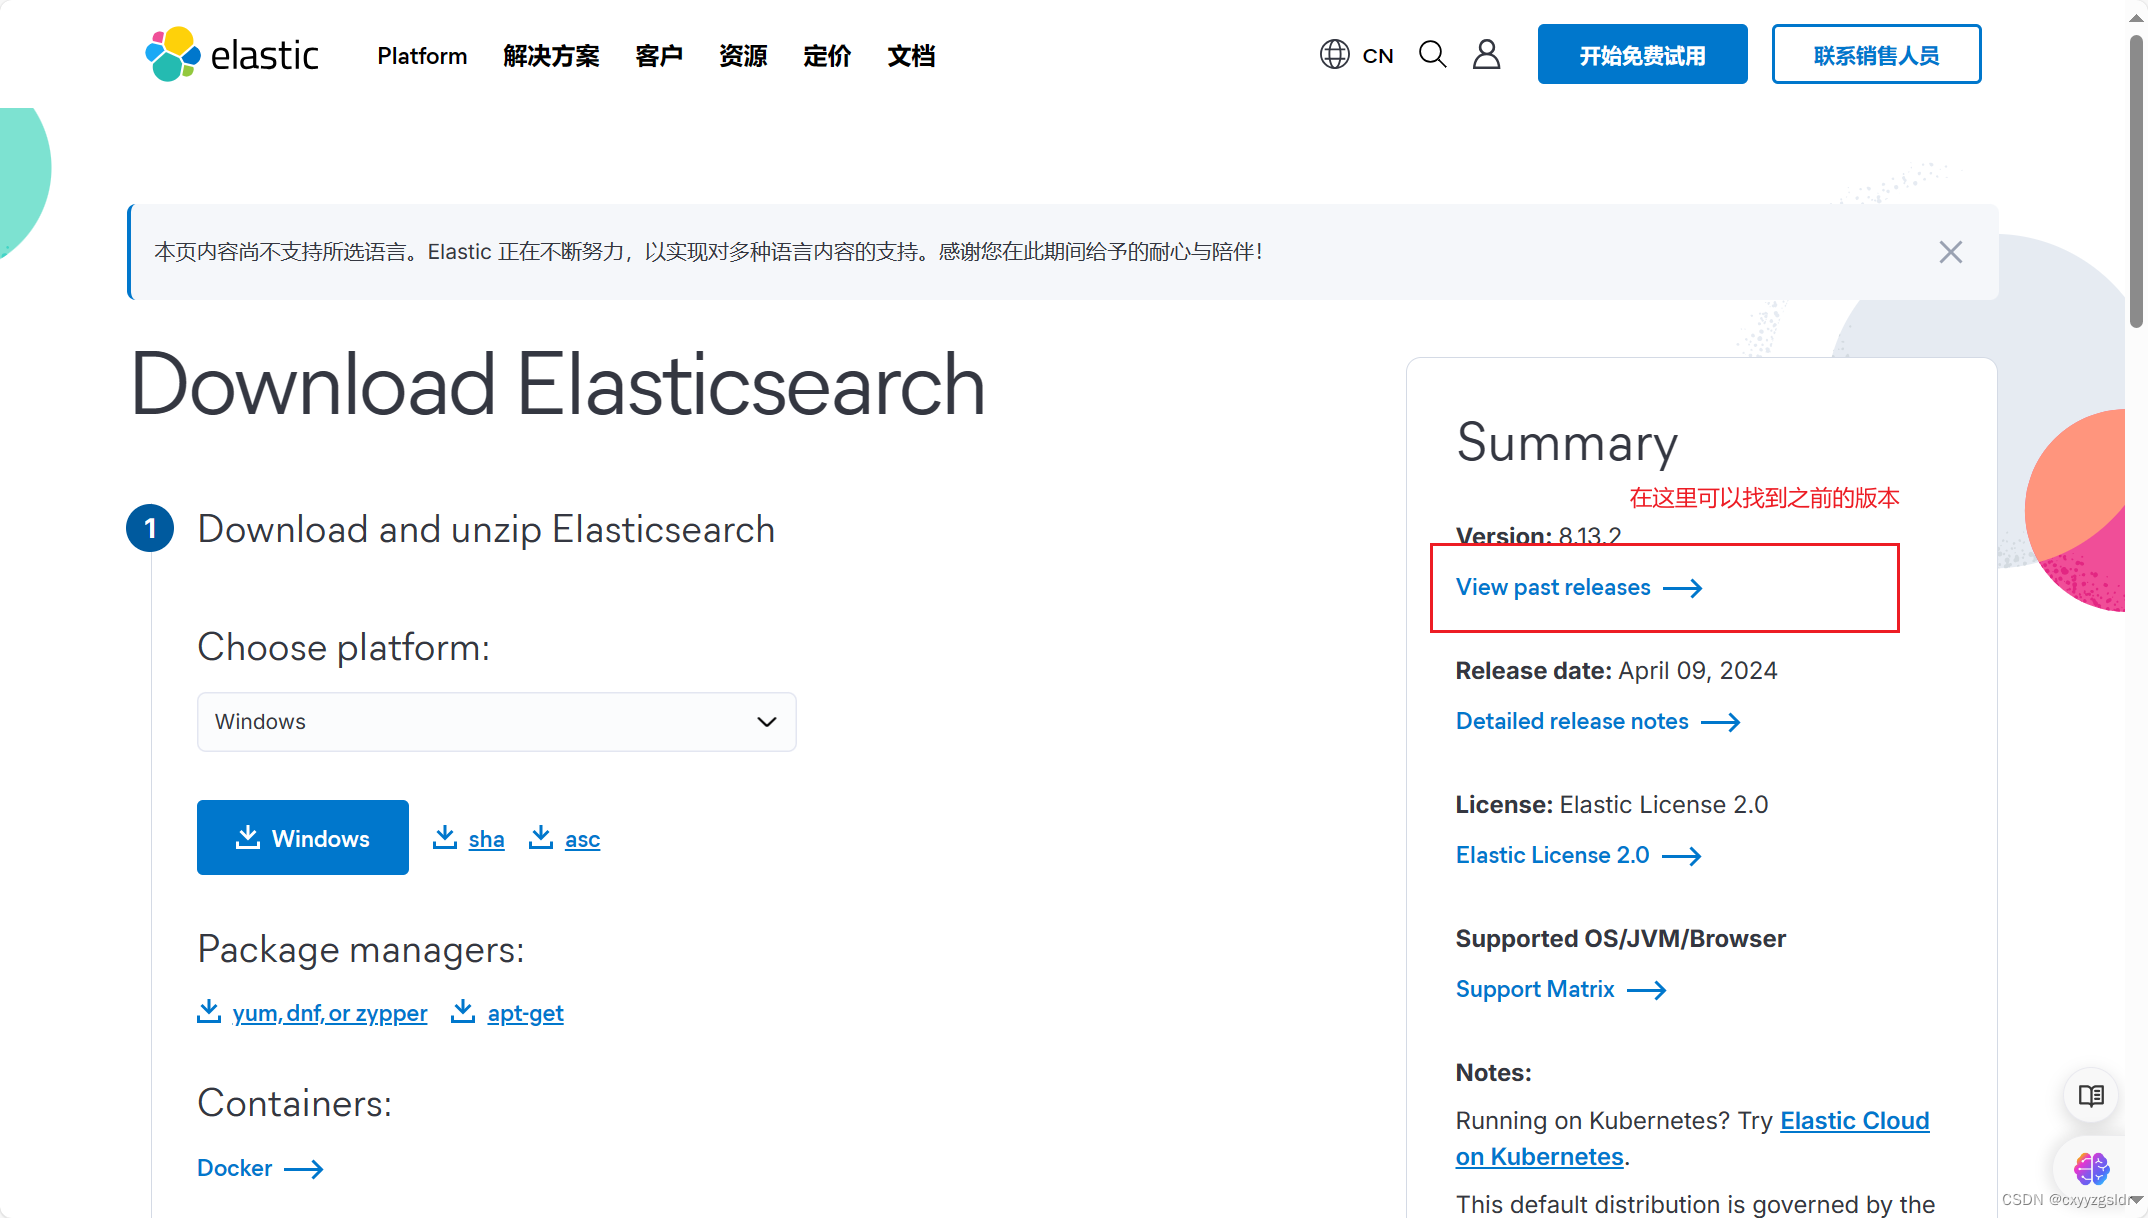 elastic
Platform 解决方案 客户 资源 定价 文档
CN
开始免费试用
联系销售人员
本页内容尚不支持所选语言。Elastic 正在不断努力，以实现对多种语言内容的支持。感谢您在此期间给予的耐心与陪伴！
Download Elasticsearch
1 Download and unzip Elasticsearch
Choose platform:
Windows
Windows sha asc
Package managers:
yum, dnf, or zypper apt-get
Containers:
Docker
Summary
在这里可以找到之前的版本
Version: 8.13.2
View past releases
Release date: April 09, 2024
Detailed release notes
License: Elastic License 2.0
Elastic License 2.0
Supported OS/JVM/Browser
Support Matrix
Notes:
Running on Kubernetes? Try Elastic Cloud
on Kubernetes.
This default distribution is governed by the
CSDN